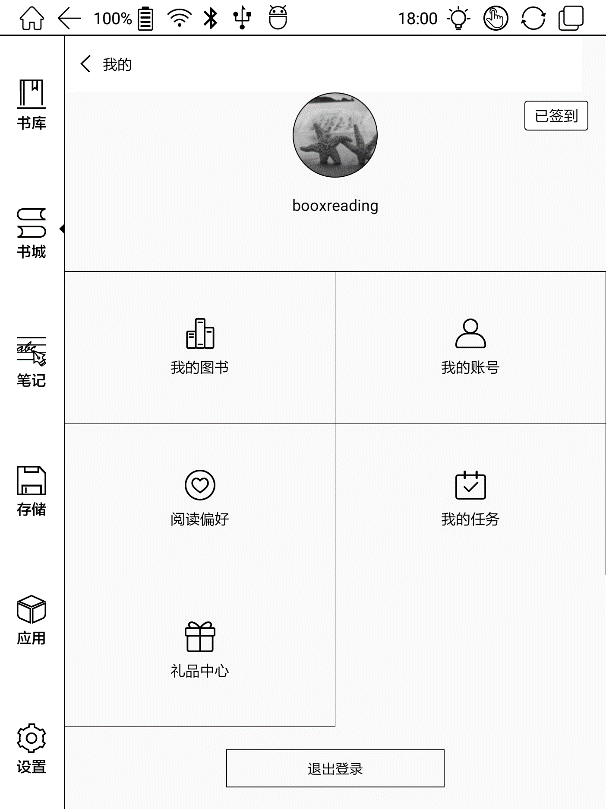 100%
18:00
书库
书城
abc
笔记
存储
应用
设置
我的
已签到
booxreading
我的图书
我的账号
阅读偏好
我的任务
礼品中心
退出登录